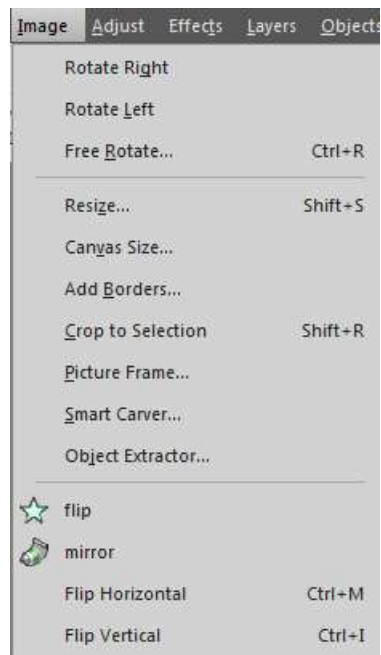 Image Adjust Effects Layers Objects
Rotate Right
Rotate Left
Free Rotate... Ctrl+R
Resize... Shift+S
Canvas Size...
Add Borders...
Crop to Selection Shift+R
Picture Frame...
Smart Carver...
Object Extractor...
flip
mirror
Flip Horizontal Ctrl+M
Flip Vertical Ctrl+I